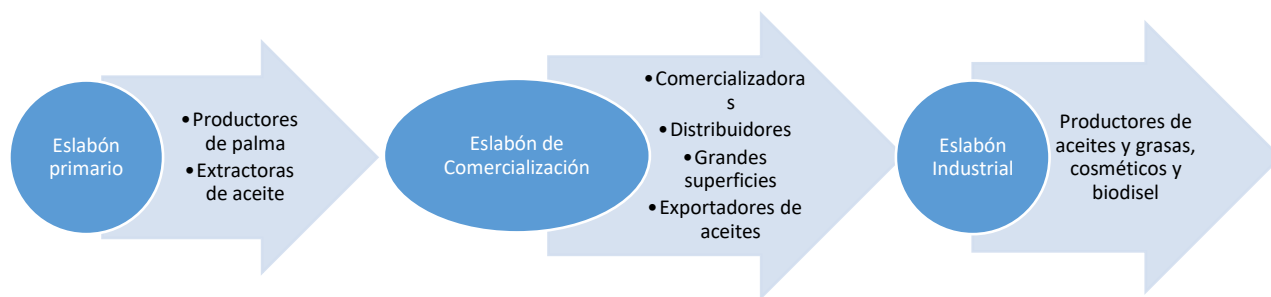 Eslabón
primario
•Productores
de palma
•Extractoras
de aceite
Eslabón de
Comercialización
•Comercializadora
s
•Distribuidores
•Grandes
superficies
•Exportadores de
aceites
Eslabón
Industrial
Productores de
aceites y grasas,
cosméticos y
biodisel